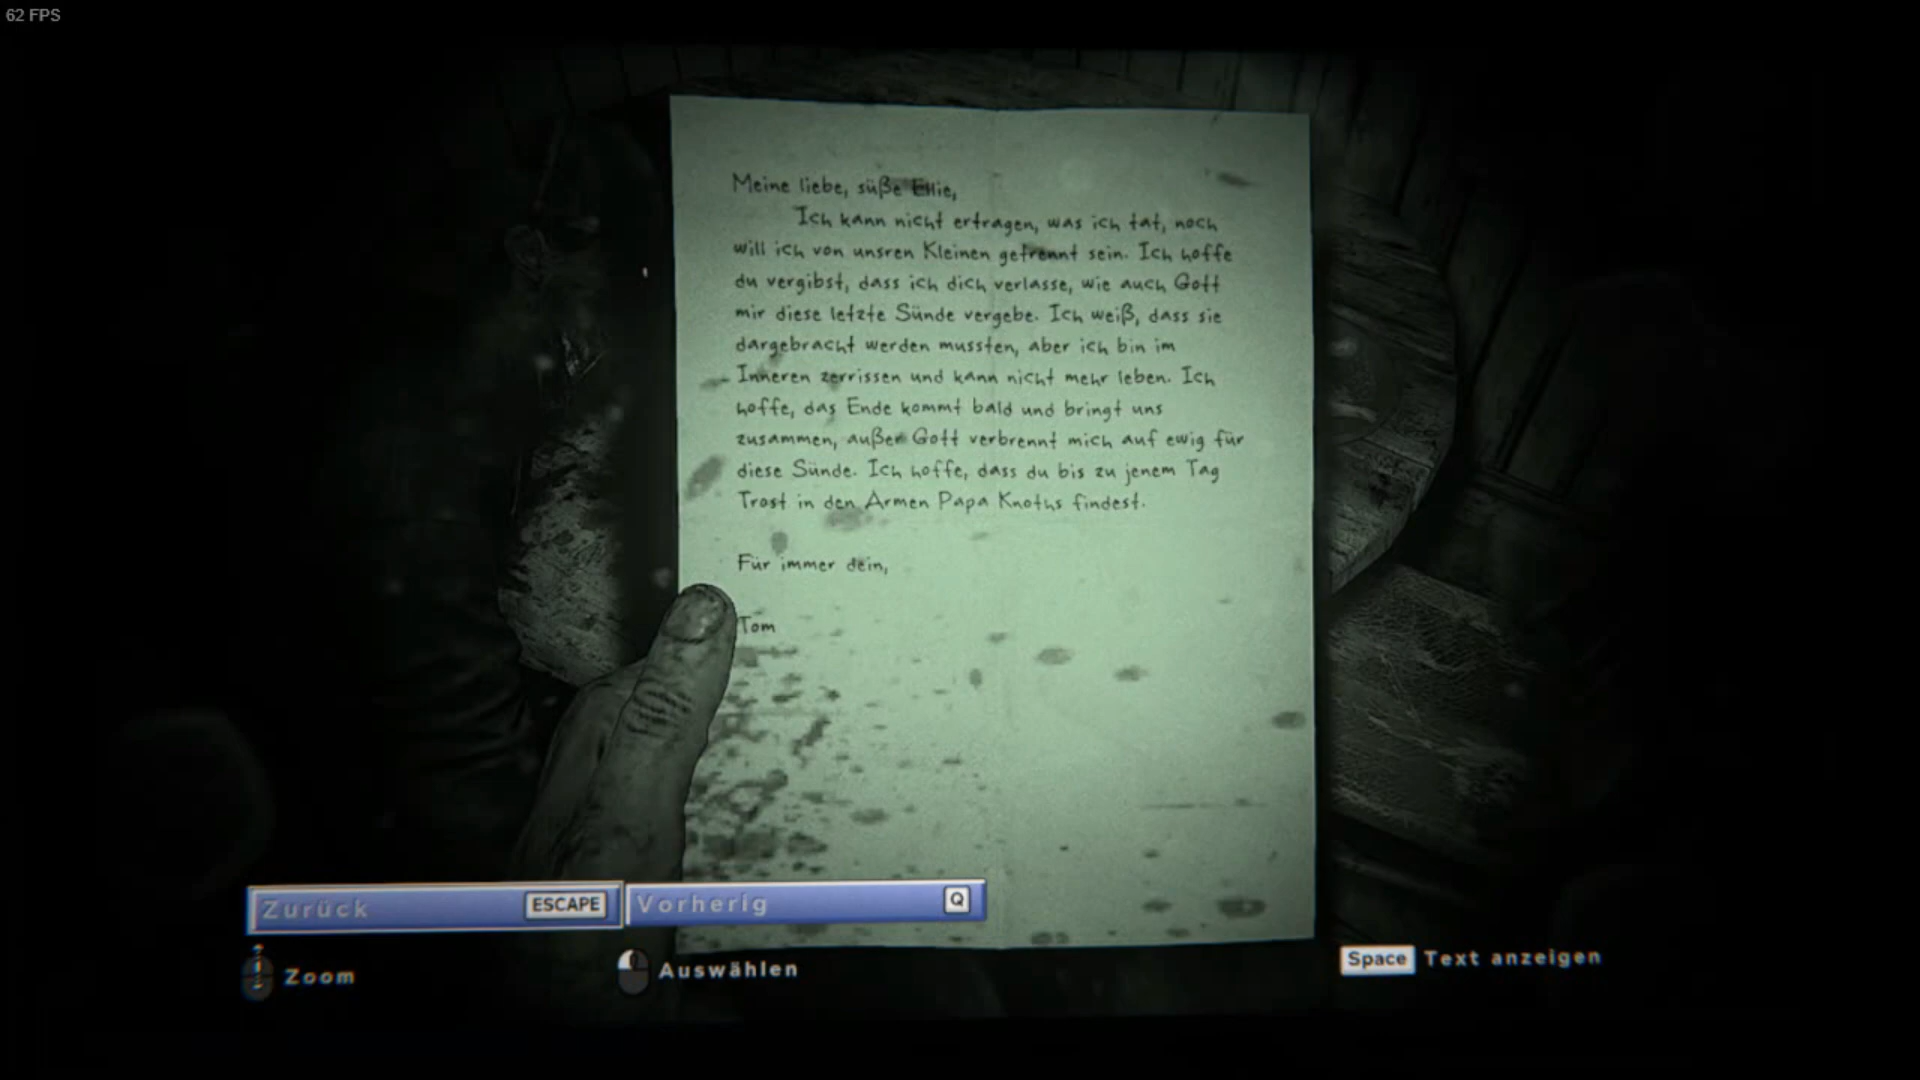 62 FPS
Meine liebe, süße Ellie,
Ich kann nicht ertragen, was ich tat, noch
will ich von unsren Kleinen getrennt sein. Ich hoffe
du vergibst, dass ich dich verlasse, wie auch Gott
mir diese letzte Sünde vergebe. Ich weiß, dass sie
dargebracht werden mussten, aber ich bin im
Inneren zerrissen und kann nicht mehr leben. Ich
hoffe, das Ende kommt bald und bringt uns
zusammen, außer Gott verbrennt mich auf ewig für
diese Sünde. Ich hoffe, dass du bis zu jenem Tag
Trost in den Armen Papa Knoths findest.
Für immer dein,
Tom
Zurück ESCAPE Vorherig Q
Zoom Auswählen Space Text anzeigen